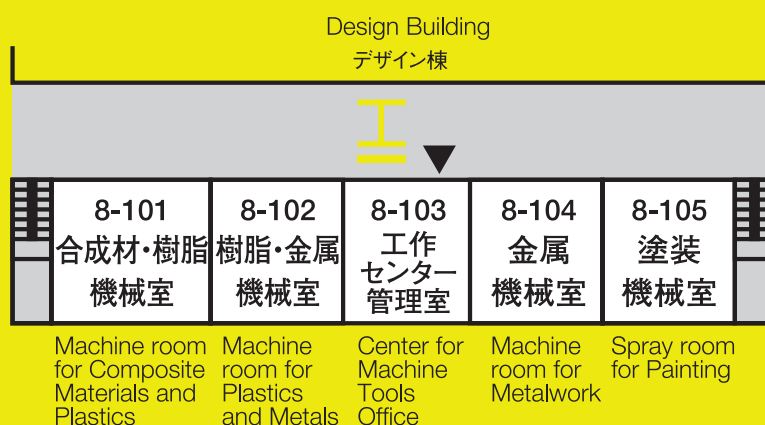 Design Building
デザイン棟
工
8-101
合成材・樹脂
機械室
8-102
樹脂・金属
機械室
8-103
工作
センター
管理室
8-104
金属
機械室
8-105
塗装
機械室
Machine room
for Composite
Materials and
Plastics
Machine
room for
Plastics
and Metals
Center for
Machine
Tools
Office
Machine
room for
Metalwork
Spray room
for Painting